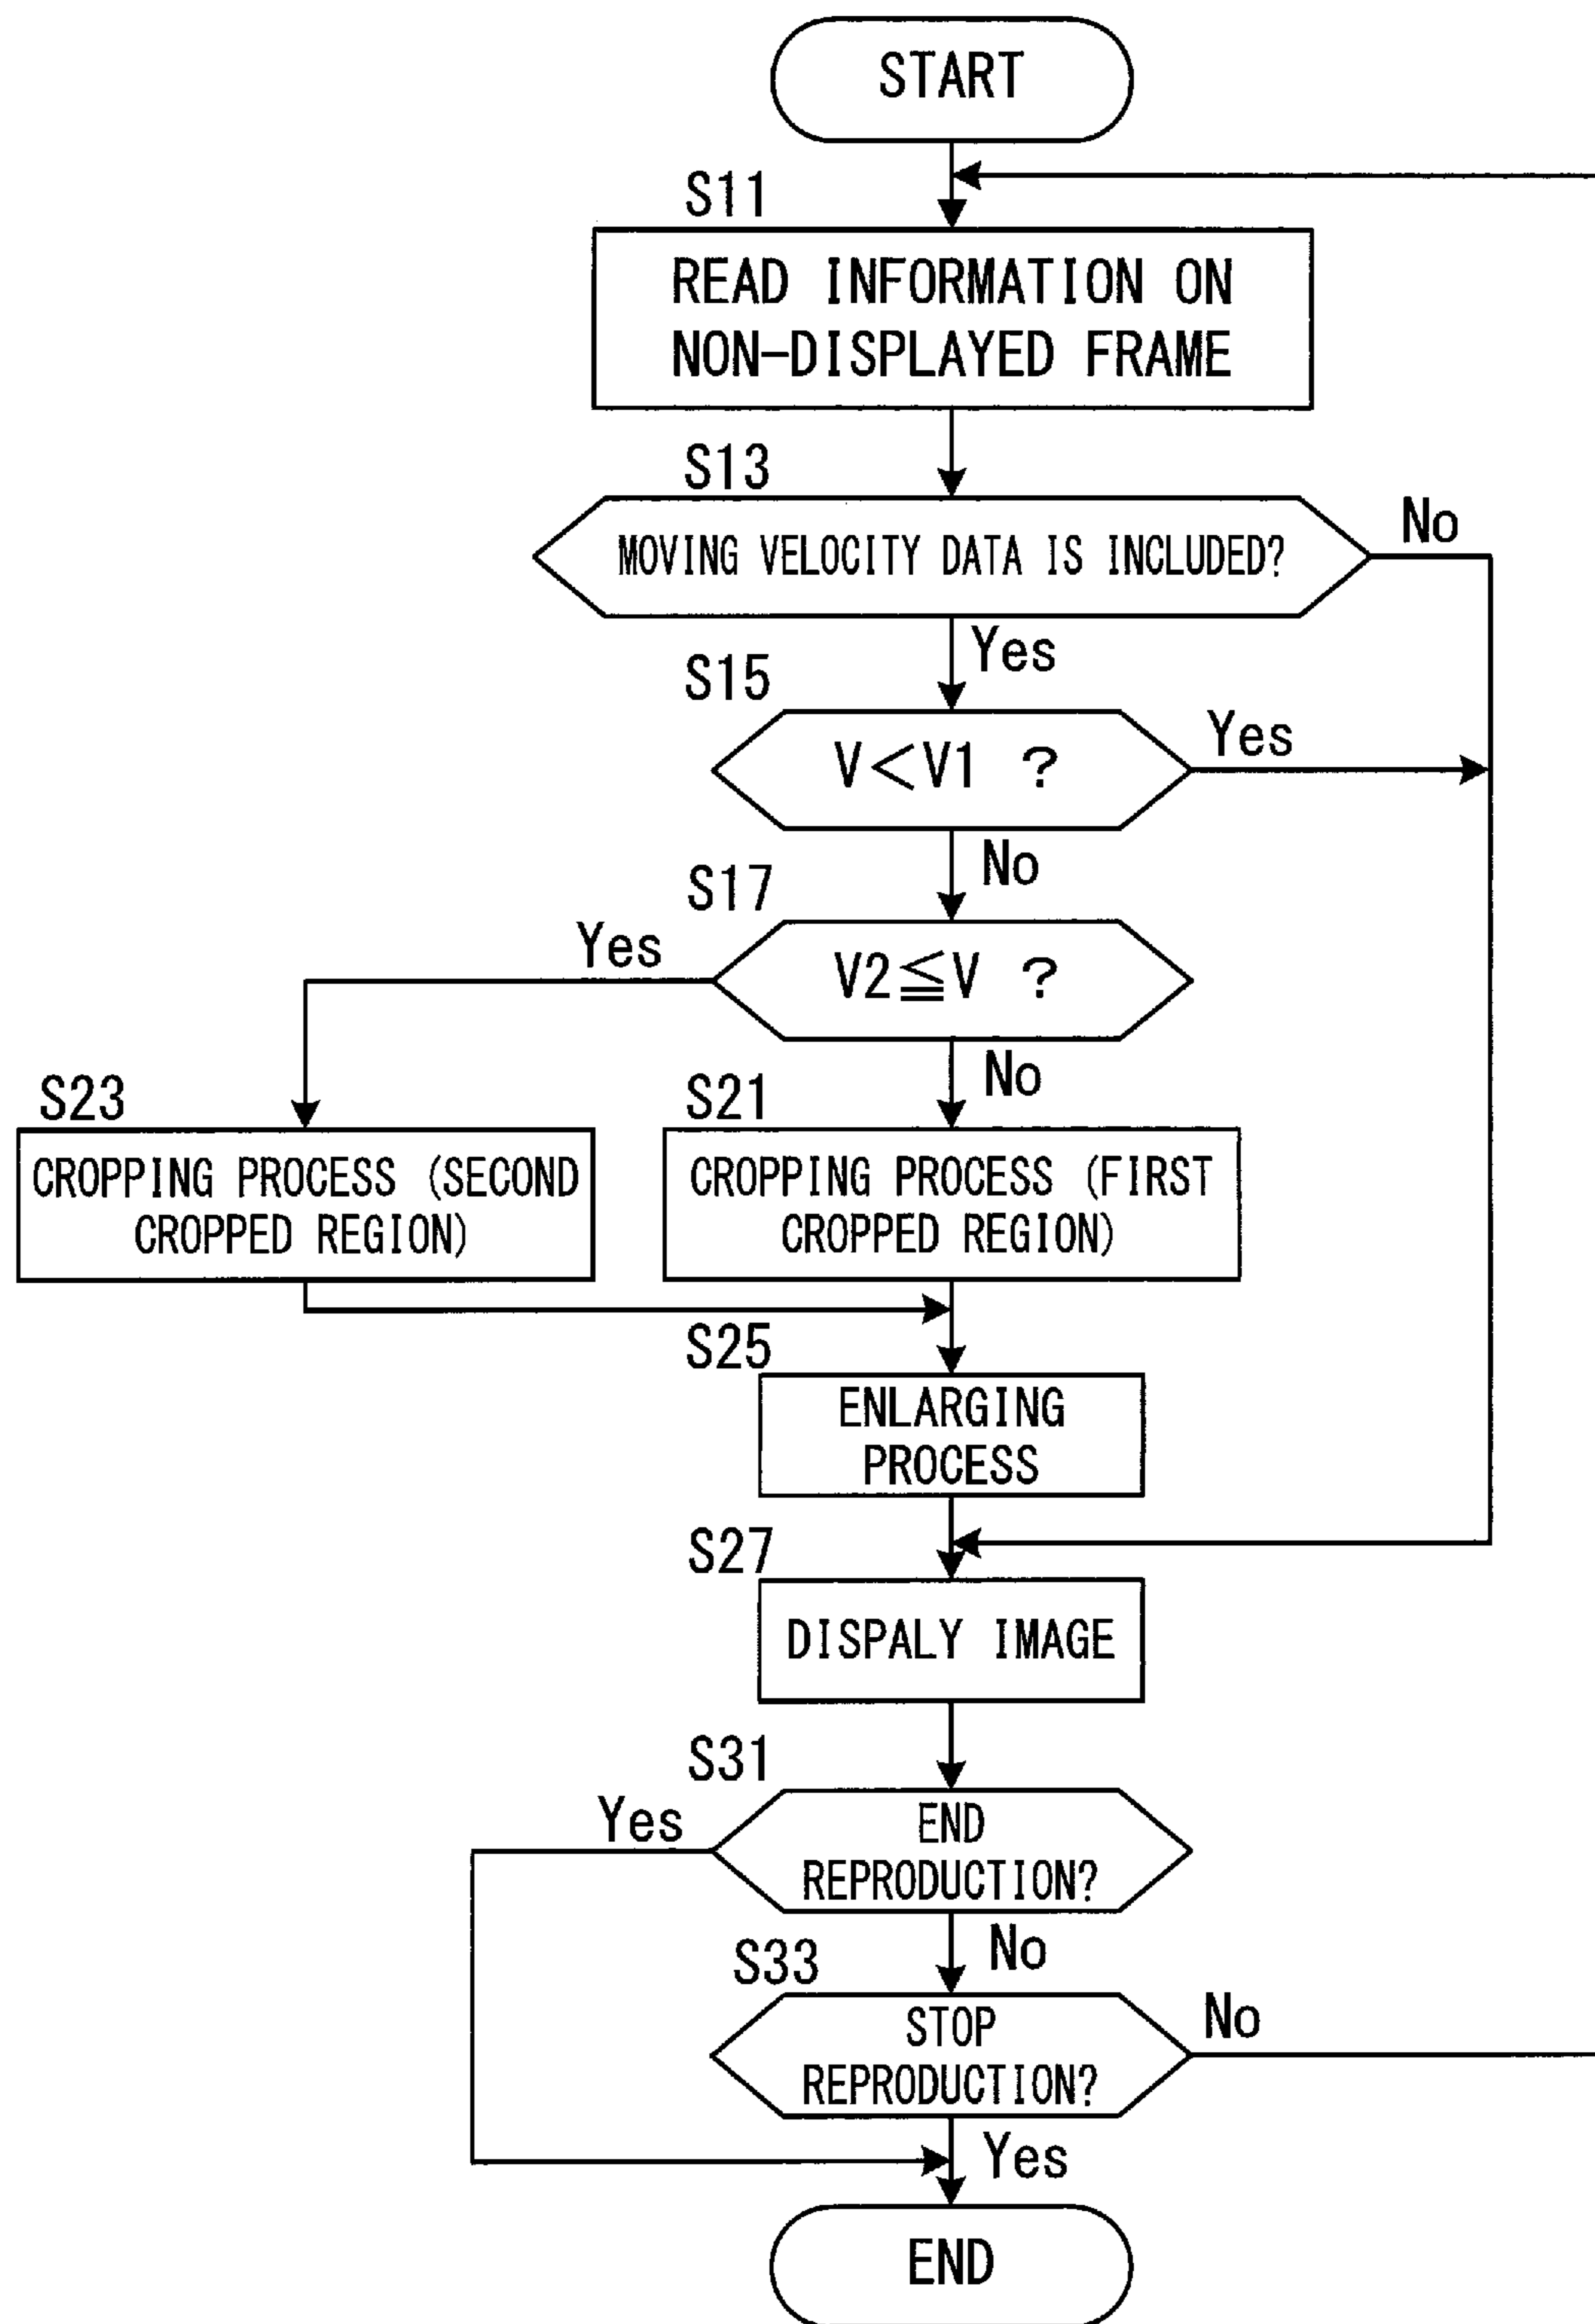 START
S11
READ INFORMATION ON
NON-DISPLAYED FRAME
S13
MOVING VELOCITY DATA IS INCLUDED?
No
Yes
S15
V<V1 ?
Yes
No
S17
V2≦V ?
Yes
No
S23
CROPPING PROCESS (SECOND
CROPPED REGION)
S21
CROPPING PROCESS (FIRST
CROPPED REGION)
S25
ENLARGING
PROCESS
S27
DISPALY IMAGE
S31
END
REPRODUCTION?
Yes
No
S33
STOP
REPRODUCTION?
No
Yes
END